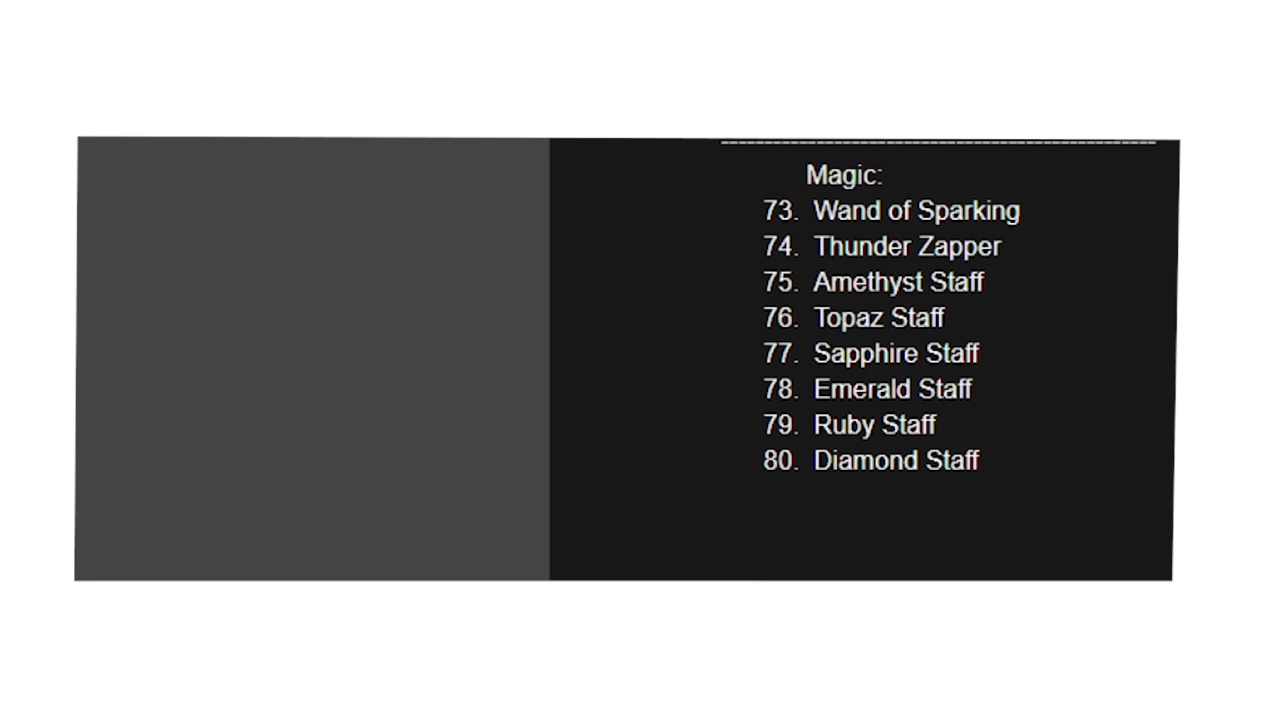 Magic:
73. Wand of Sparking
74. Thunder Zapper
75. Amethyst Staff
76. Topaz Staff
77. Sapphire Staff
78. Emerald Staff
79. Ruby Staff
80. Diamond Staff